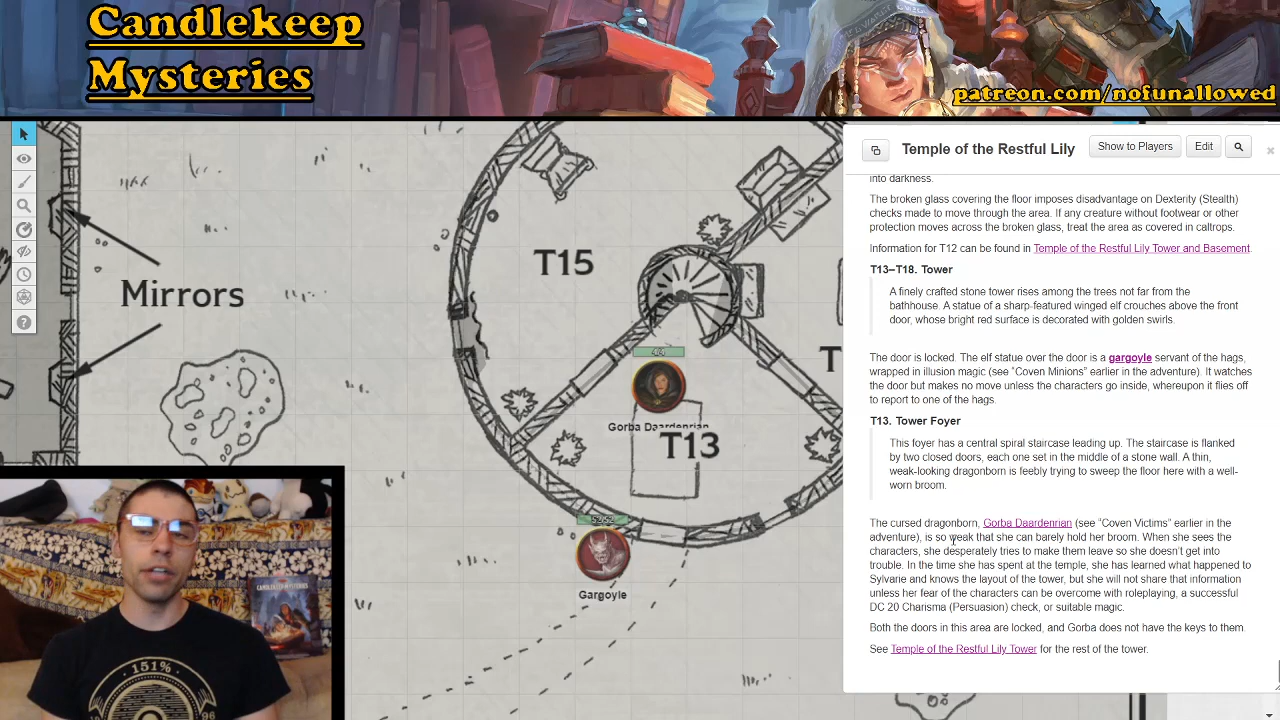 Candlekeep
Mysteries
patreon.com/nofunallowed
Mirrors
T15
T
44
Gorba Daardenrian
T13
52/52
Gargoyle
151%
96
Temple of the Restful Lily
Show to Players
Edit
into darkness.
The broken glass covering the floor imposes disadvantage on Dexterity (Stealth)
checks made to move through the area. If any creature without footwear or other
protection moves across the broken glass, treat the area as covered in caltrops.
Information for T12 can be found in Temple of the Restful Lily Tower and Basement.
T13–T18. Tower
A finely crafted stone tower rises among the trees not far from the
bathhouse. A statue of a sharp-featured winged elf crouches above the front
door, whose bright red surface is decorated with golden swirls.
The door is locked. The elf statue over the door is a gargoyle servant of the hags,
wrapped in illusion magic (see “Coven Minions” earlier in the adventure). It watches
the door but makes no move unless the characters go inside, whereupon it flies off
to report to one of the hags.
T13. Tower Foyer
This foyer has a central spiral staircase leading up. The staircase is flanked
by two closed doors, each one set in the middle of a stone wall. A thin,
weak-looking dragonborn is feebly trying to sweep the floor here with a well-
worn broom.
The cursed dragonborn, Gorba Daardenrian (see “Coven Victims” earlier in the
adventure), is so weak that she can barely hold her broom. When she sees the
characters, she desperately tries to make them leave so she doesn't get into
trouble. In the time she has spent at the temple, she has learned what happened to
Sylvane and knows the layout of the tower, but she will not share that information
unless her fear of the characters can be overcome with roleplaying, a successful
DC 20 Charisma (Persuasion) check, or suitable magic.
Both the doors in this area are locked, and Gorba does not have the keys to them.
See Temple of the Restful Lily Tower for the rest of the tower.